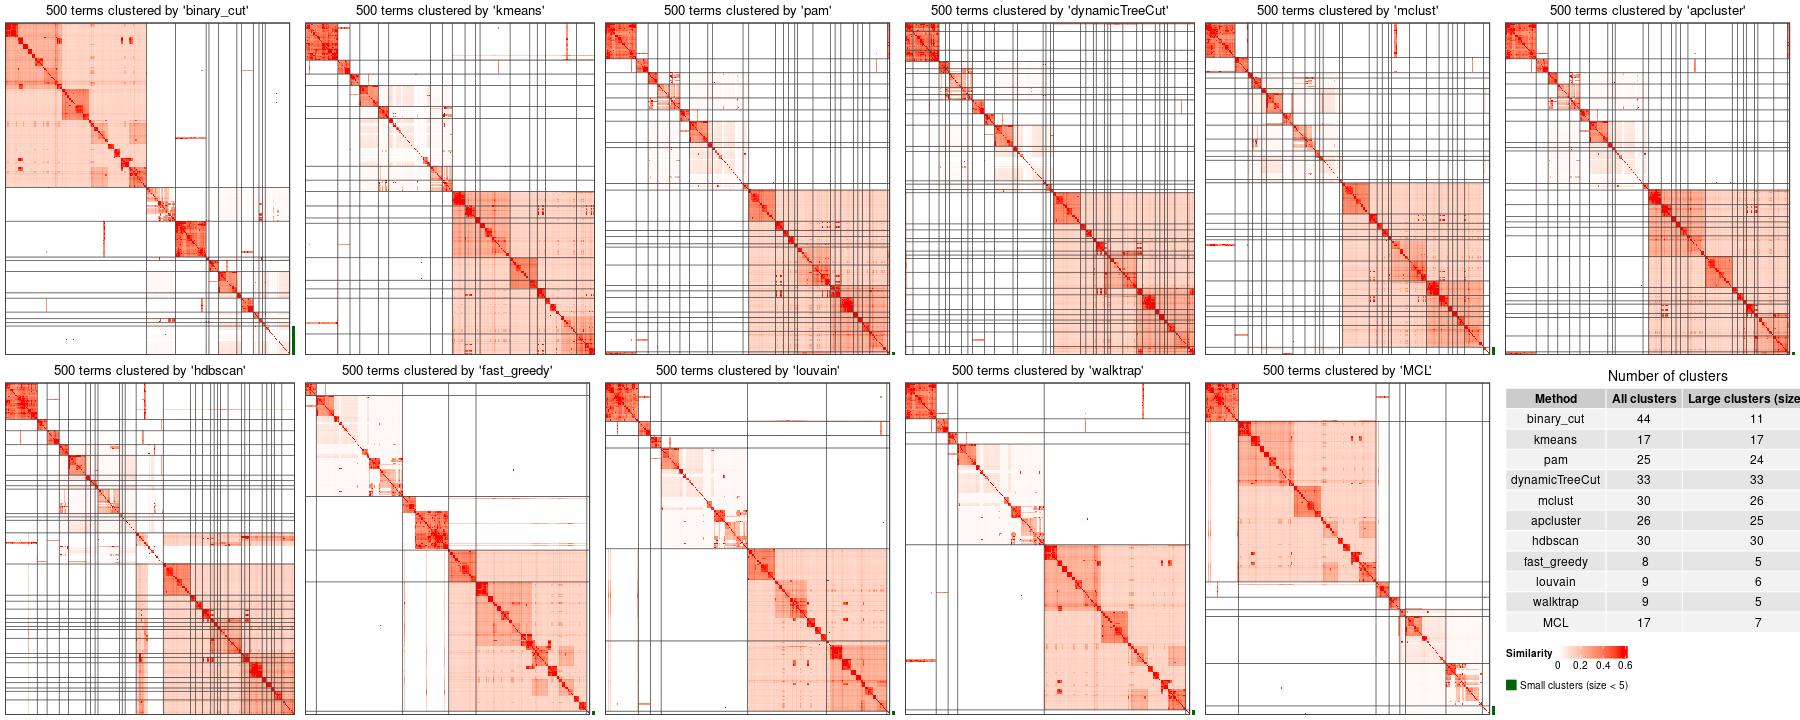 500 terms clustered by 'binary_cut'
500 terms clustered by 'kmeans'
500 terms clustered by 'pam'
500 terms clustered by 'dynamicTreeCut'
500 terms clustered by 'mclust'
500 terms clustered by 'apcluster'
500 terms clustered by 'hdbscan'
500 terms clustered by 'fast_greedy'
500 terms clustered by 'louvain'
500 terms clustered by 'walktrap'
500 terms clustered by 'MCL'
Number of clusters
Method All clusters Large clusters (size
binary_cut 44 11
kmeans 17 17
pam 25 24
dynamicTreeCut 33 33
mclust 30 26
apcluster 26 25
hdbscan 30 30
fast_greedy 8 5
louvain 9 6
walktrap 9 5
MCL 17 7
Similarity
0 0.2 0.4 0.6
Small clusters (size < 5)